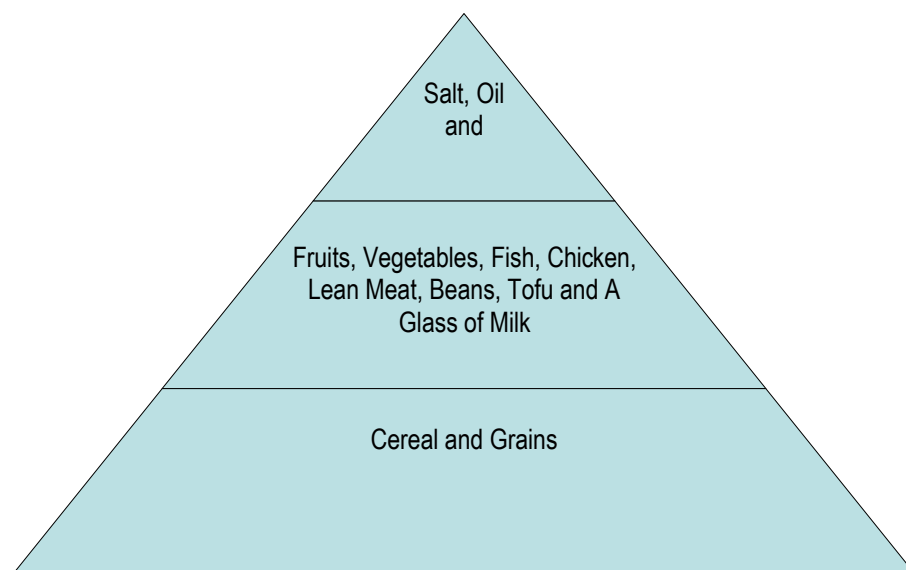 Salt, Oil
and
Fruits, Vegetables, Fish, Chicken,
Lean Meat, Beans, Tofu and A
Glass of Milk
Cereal and Grains